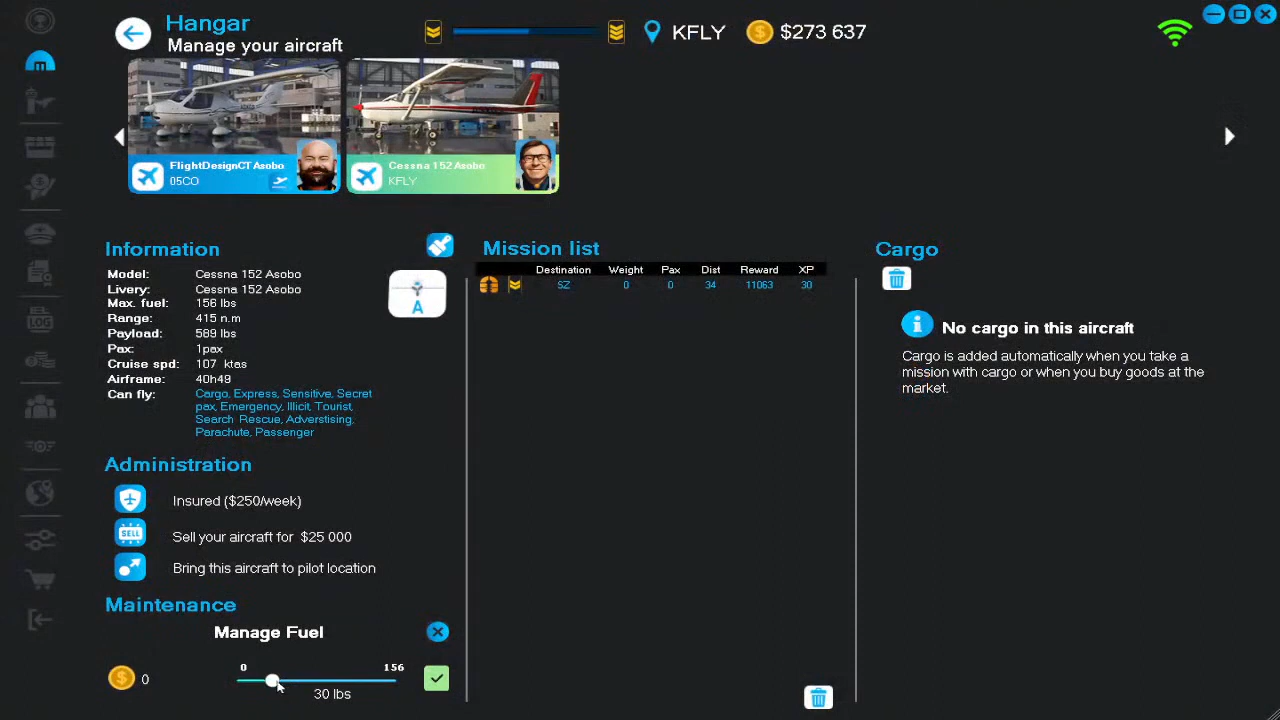 Hangar
Manage your aircraft
KFLY
$273 637
FlightDesignCT Asobo
05CO
Cessna 152 Asobo
KFLY
Information
Model: Cessna 152 Asobo
Livery: Cessna 152 Asobo
Max. fuel: 156 lbs
Range: 415 n.m
Payload: 589 lbs
Pax: 1pax
Cruise spd: 107 ktas
Airframe: 40h49
Can fly: Cargo, Express, Sensitive, Secret
pax, Emergency, Illicit, Tourist,
Search Rescue, Adverstising,
Parachute, Passenger
A
Administration
Insured ($250/week)
SELL
Sell your aircraft for $25 000
Bring this aircraft to pilot location
Maintenance
Manage Fuel
0
0 156
30 lbs
Mission list
Destination Weight Pax Dist Reward XP
SZ 0 0 34 11063 30
Cargo
No cargo in this aircraft
Cargo is added automatically when you take a
mission with cargo or when you buy goods at the
market.
LOG